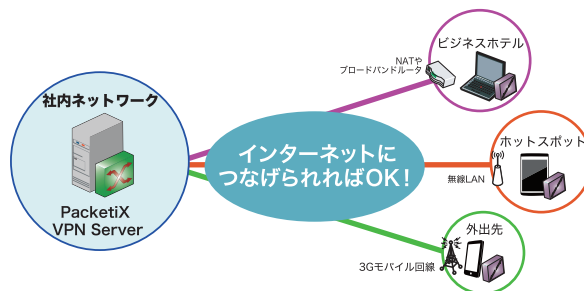 社内ネットワーク
PacketiX
VPN Server
インターネットに
つなげられればOK!
NATや
ブロードバンドルータ
ビジネスホテル
無線LAN
ホットスポット
3Gモバイル回線
外出先